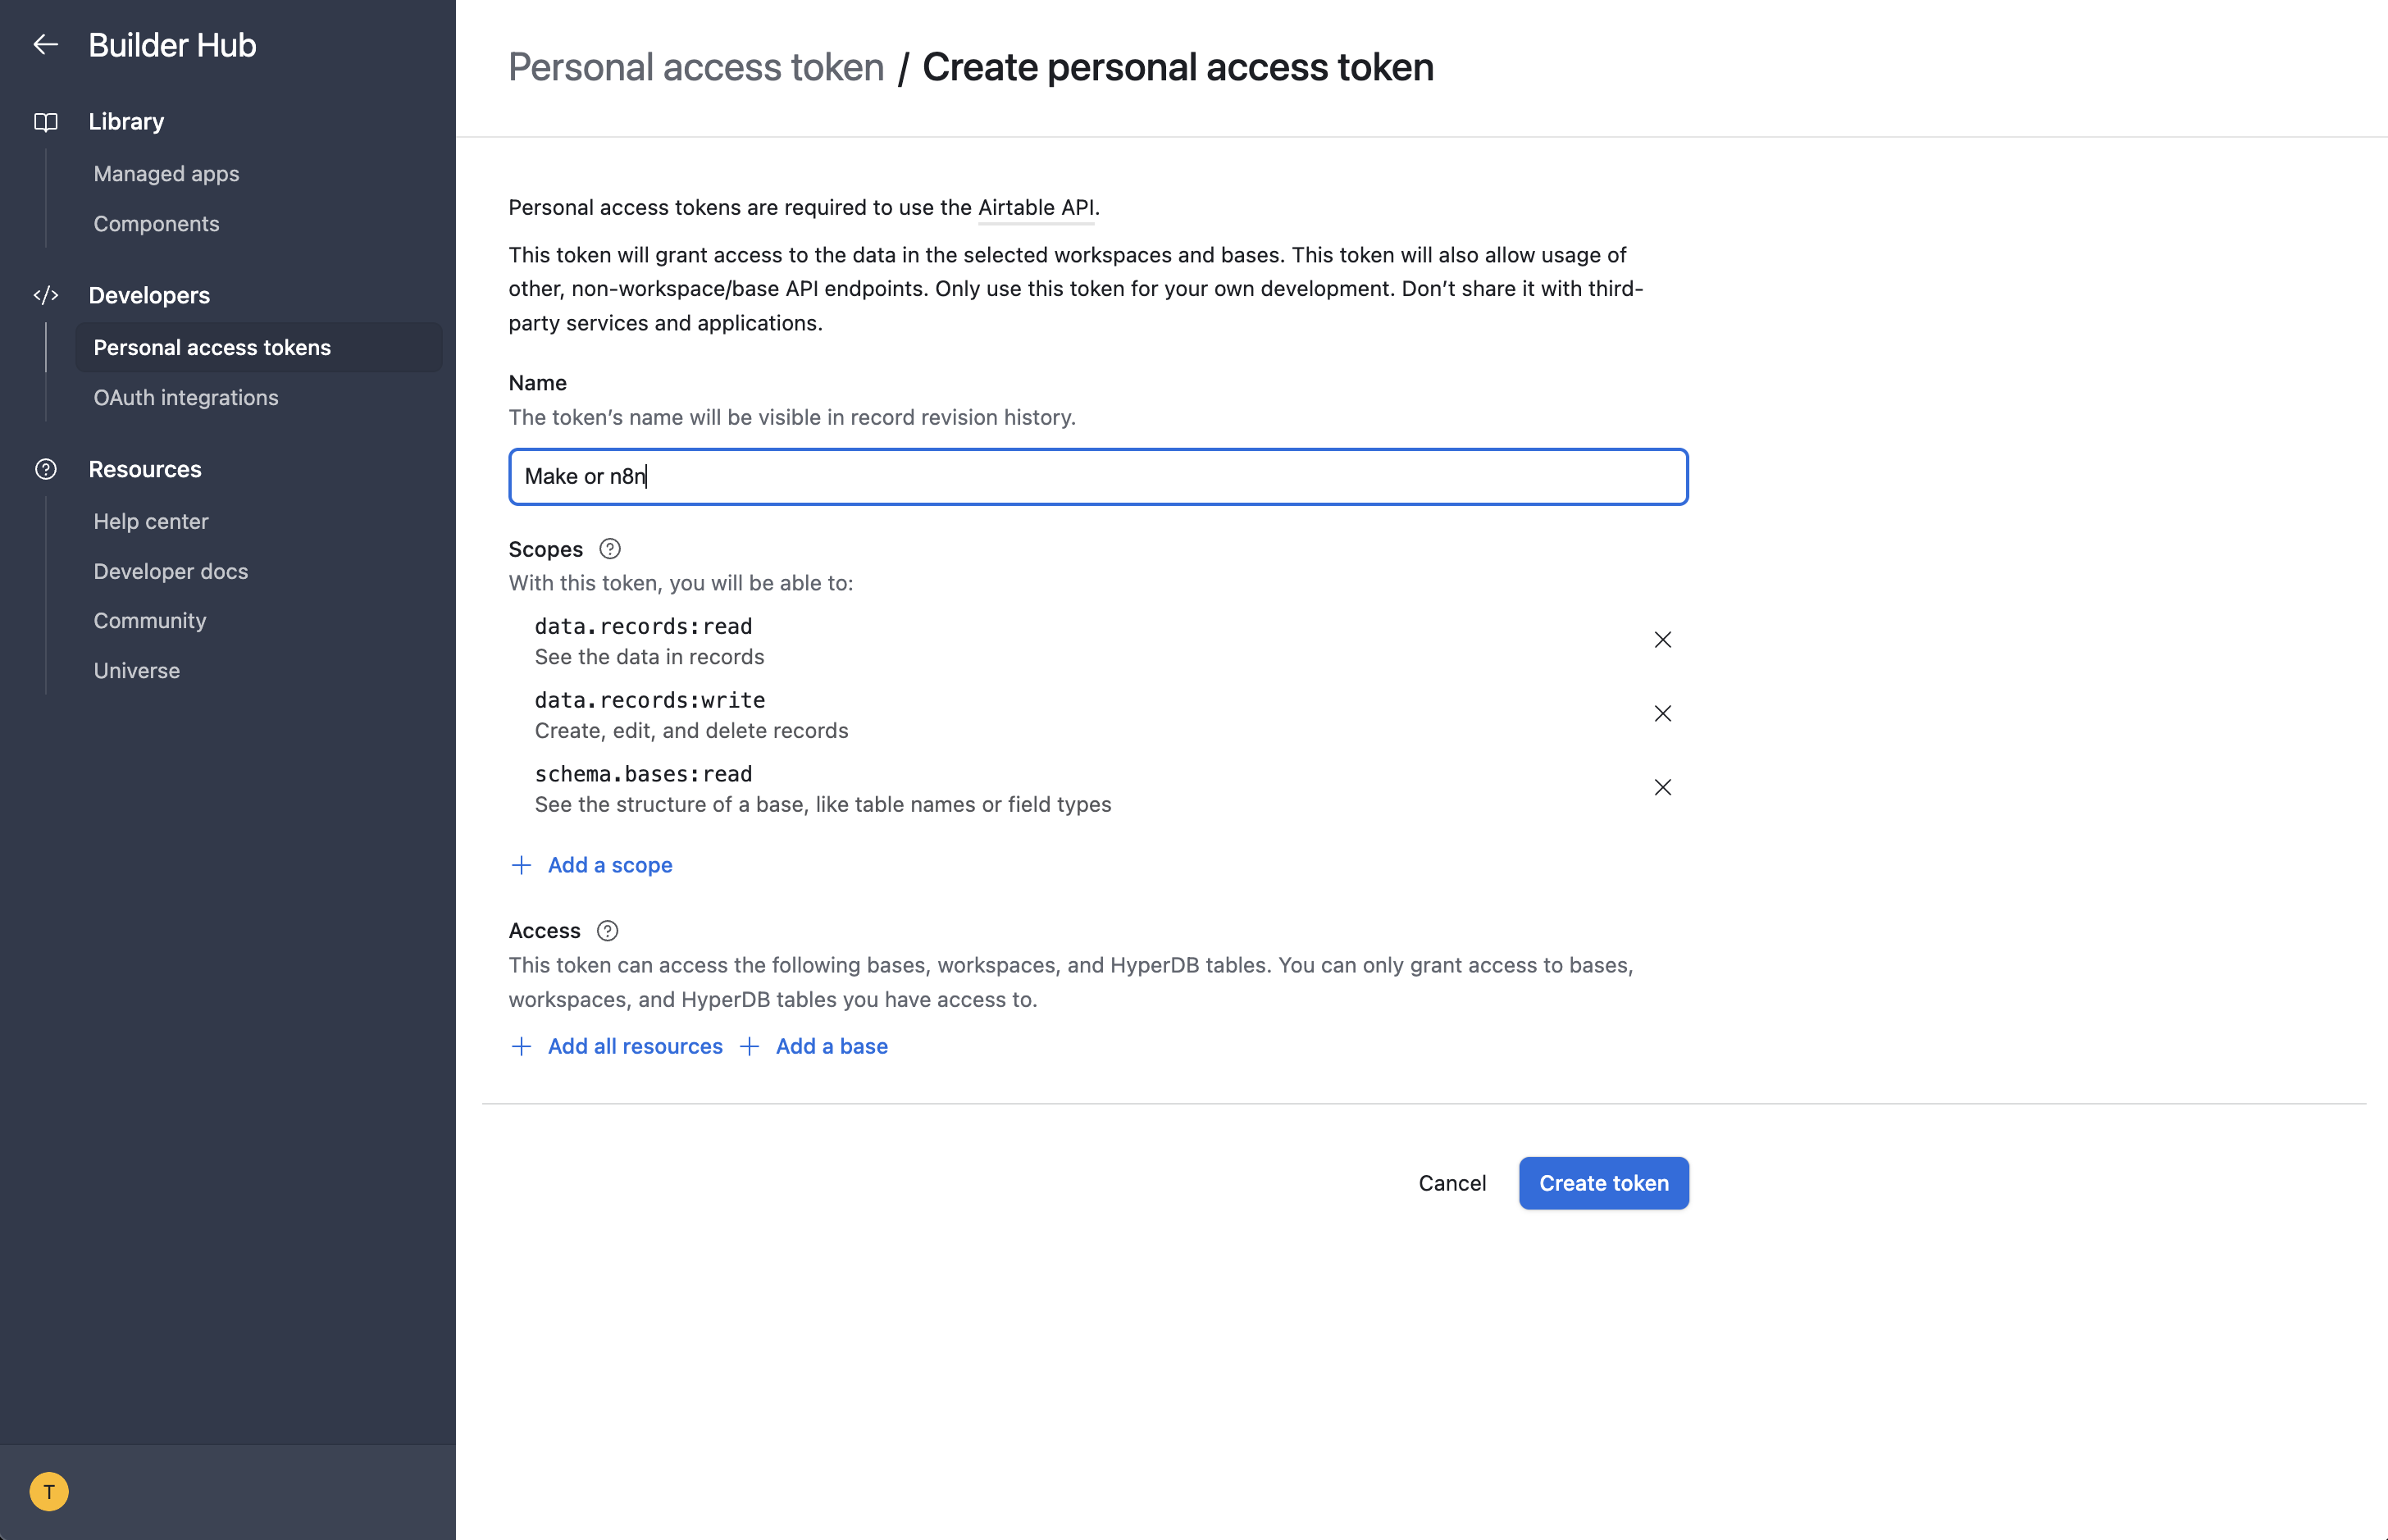 Builder Hub
Library
Managed apps
Components
Developers
Personal access tokens
OAuth integrations
Resources
Help center
Developer docs
Community
Universe
T
Personal access token / Create personal access token
Personal access tokens are required to use the Airtable API.
This token will grant access to the data in the selected workspaces and bases. This token will also allow usage of
other, non-workspace/base API endpoints. Only use this token for your own development. Don’t share it with third-
party services and applications.
Name
The token’s name will be visible in record revision history.
Make or n8n
Scopes ?
With this token, you will be able to:
data.records:read
See the data in records
data.records:write
Create, edit, and delete records
schema.bases:read
See the structure of a base, like table names or field types
+ Add a scope
Access ?
This token can access the following bases, workspaces, and HyperDB tables. You can only grant access to bases,
workspaces, and HyperDB tables you have access to.
+ Add all resources + Add a base
Cancel Create token